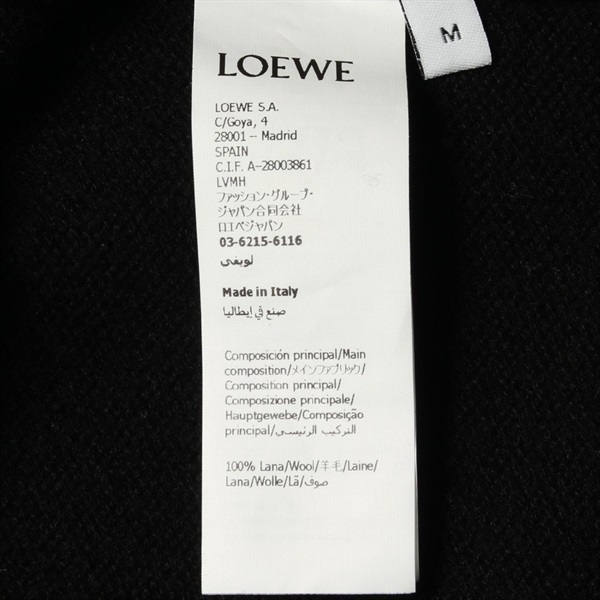 M
LOEWE
LOEWE S.A.
C/Goya, 4
28001 – Madrid
SPAIN
C.I.F. A-28003861
LVMH
ファッション・グループ・
ジャパン合同会社
ロエベジャパン
03-6215-6116
لويفي
Made in Italy
صنع في إيطاليا
Composición principal/Main
composition/メインファブリック/
Composition principal/
Composizione principale/
Hauptgewebe/Composição
principal/التركيب الرئيسي/
100% Lana/Wool/羊毛/Laine/
Lana/Wolle/Lã/صوف/